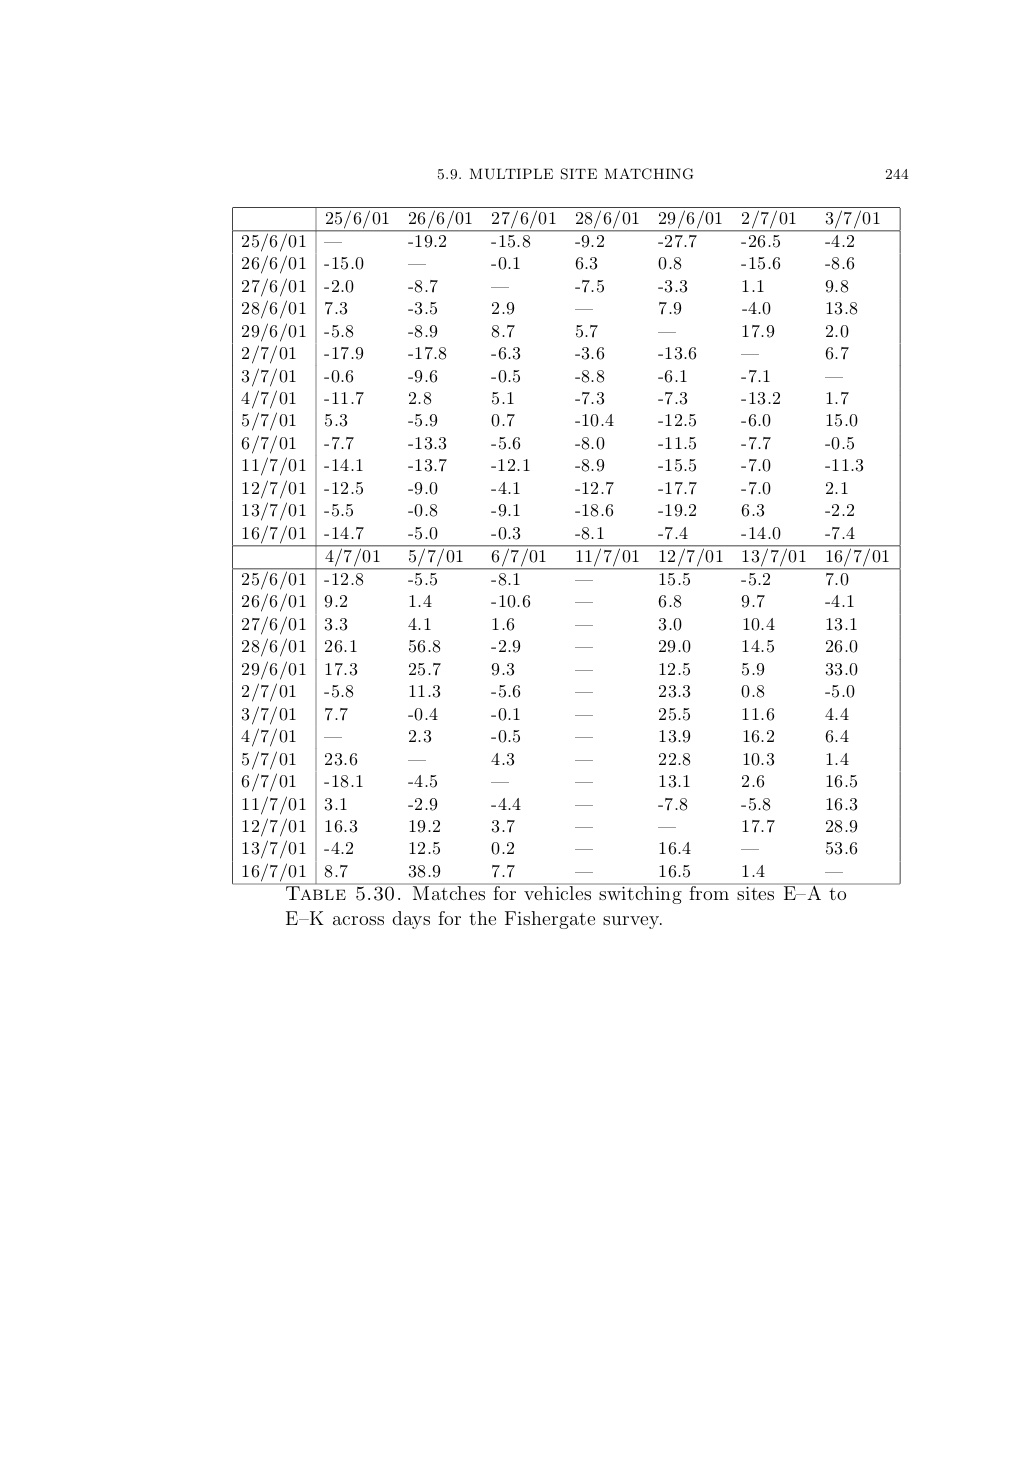 5.9. MULTIPLE SITE MATCHING 244
25/6/01 26/6/01 27/6/01 28/6/01 29/6/01 2/7/01 3/7/01
25/6/01 — -19.2 -15.8 -9.2 -27.7 -26.5 -4.2
26/6/01 -15.0 — -0.1 6.3 0.8 -15.6 -8.6
27/6/01 -2.0 -8.7 — -7.5 -3.3 1.1 9.8
28/6/01 7.3 -3.5 2.9 — 7.9 -4.0 13.8
29/6/01 -5.8 -8.9 8.7 5.7 — 17.9 2.0
2/7/01 -17.9 -17.8 -6.3 -3.6 -13.6 — 6.7
3/7/01 -0.6 -9.6 -0.5 -8.8 -6.1 -7.1 —
4/7/01 -11.7 2.8 5.1 -7.3 -7.3 -13.2 1.7
5/7/01 5.3 -5.9 0.7 -10.4 -12.5 -6.0 15.0
6/7/01 -7.7 -13.3 -5.6 -8.0 -11.5 -7.7 -0.5
11/7/01 -14.1 -13.7 -12.1 -8.9 -15.5 -7.0 -11.3
12/7/01 -12.5 -9.0 -4.1 -12.7 -17.7 -7.0 2.1
13/7/01 -5.5 -0.8 -9.1 -18.6 -19.2 6.3 -2.2
16/7/01 -14.7 -5.0 -0.3 -8.1 -7.4 -14.0 -7.4
4/7/01 5/7/01 6/7/01 11/7/01 12/7/01 13/7/01 16/7/01
25/6/01 -12.8 -5.5 -8.1 — 15.5 -5.2 7.0
26/6/01 9.2 1.4 -10.6 — 6.8 9.7 -4.1
27/6/01 3.3 4.1 1.6 — 3.0 10.4 13.1
28/6/01 26.1 56.8 -2.9 — 29.0 14.5 26.0
29/6/01 17.3 25.7 9.3 — 12.5 5.9 33.0
2/7/01 -5.8 11.3 -5.6 — 23.3 0.8 -5.0
3/7/01 7.7 -0.4 -0.1 — 25.5 11.6 4.4
4/7/01 — 2.3 -0.5 — 13.9 16.2 6.4
5/7/01 23.6 — 4.3 — 22.8 10.3 1.4
6/7/01 -18.1 -4.5 — — 13.1 2.6 16.5
11/7/01 3.1 -2.9 -4.4 — -7.8 -5.8 16.3
12/7/01 16.3 19.2 3.7 — — 17.7 28.9
13/7/01 -4.2 12.5 0.2 — 16.4 — 53.6
16/7/01 8.7 38.9 7.7 — 16.5 1.4 —
TABLE 5.30. Matches for vehicles switching from sites E–A to
E–K across days for the Fishergate survey.